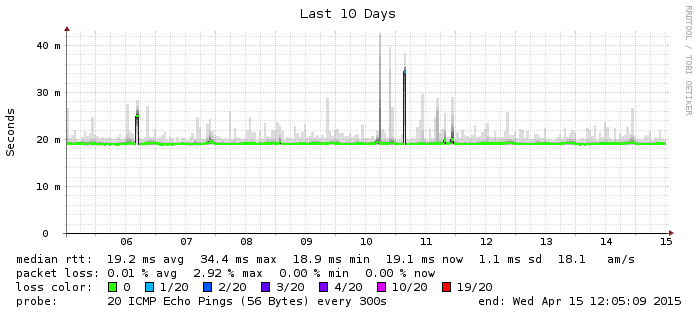 Last 10 Days
RRDTOOL / TOBI OETIKER
Seconds
40 m
30 m
20 m
10 m
0
06 07 08 09 10 11 12 13 14 15
median rtt: 19.2 ms avg 34.4 ms max 18.9 ms min 19.1 ms now 1.1 ms sd 18.1 am/s
packet loss: 0.01 % avg 2.92 % max 0.00 % min 0.00 % now
loss color: 0 1/20 2/20 3/20 4/20 10/20 19/20
probe: 20 ICMP Echo Pings (56 Bytes) every 300s end: Wed Apr 15 12:05:09 2015